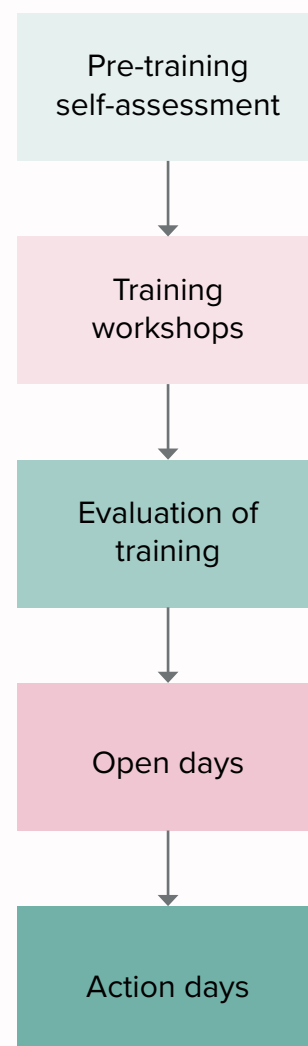 Pre-training
self-assessment
Training
workshops
Evaluation of
training
Open days
Action days